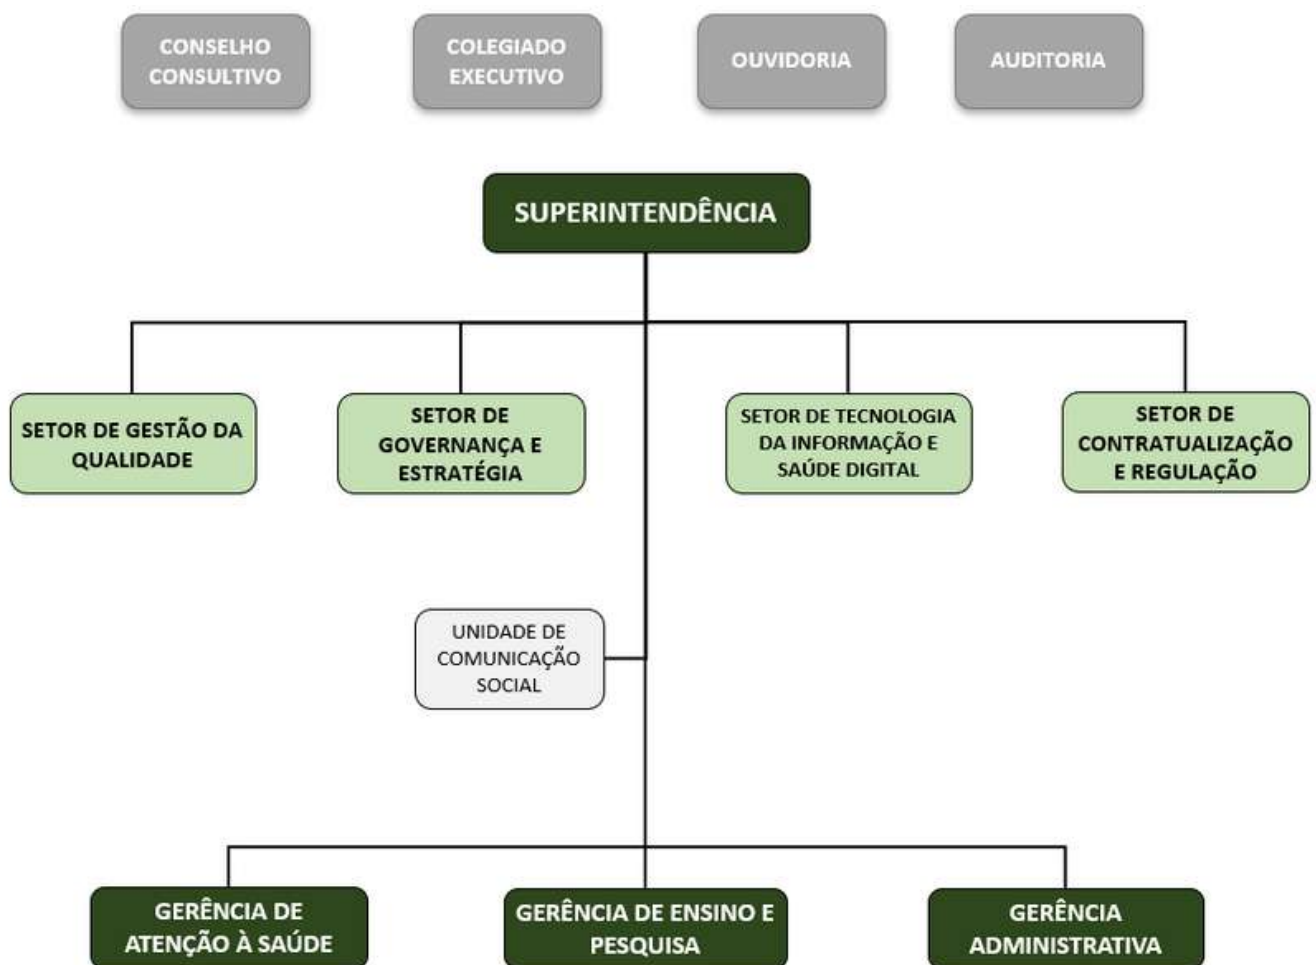 CONSELHO
CONSULTIVO
COLEGIADO
EXECUTIVO
OUVIDORIA
AUDITORIA
SUPERINTENDÊNCIA
SETOR DE GESTÃO DA
QUALIDADE
SETOR DE
GOVERNANÇA E
ESTRATÉGIA
SETOR DE TECNOLOGIA
DA INFORMAÇÃO E
SAÚDE DIGITAL
SETOR DE
CONTRATUALIZAÇÃO
E REGULAÇÃO
UNIDADE DE
COMUNICAÇÃO
SOCIAL
GERÊNCIA DE
ATENÇÃO À SAÚDE
GERÊNCIA DE ENSINO E
PESQUISA
GERÊNCIA
ADMINISTRATIVA